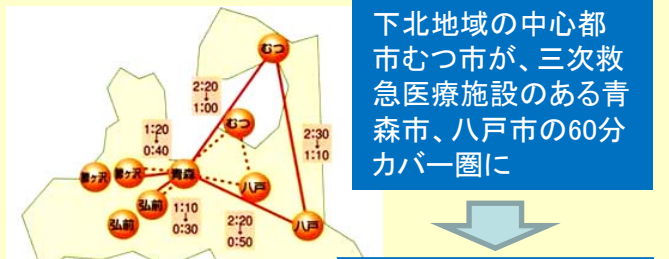 下北地域の中心都
市むつ市が、三次救
急医療施設のある青
森市、八戸市の60分
カバー圏に
むつ
2:20
↓
1:00
むつ
2:30
↓
1:10
1:20
↓
0:40
鰺ヶ沢
鰺ヶ沢
青森
八戸
弘前
1:10
↓
0:30
弘前
2:20
↓
0:50
八戸